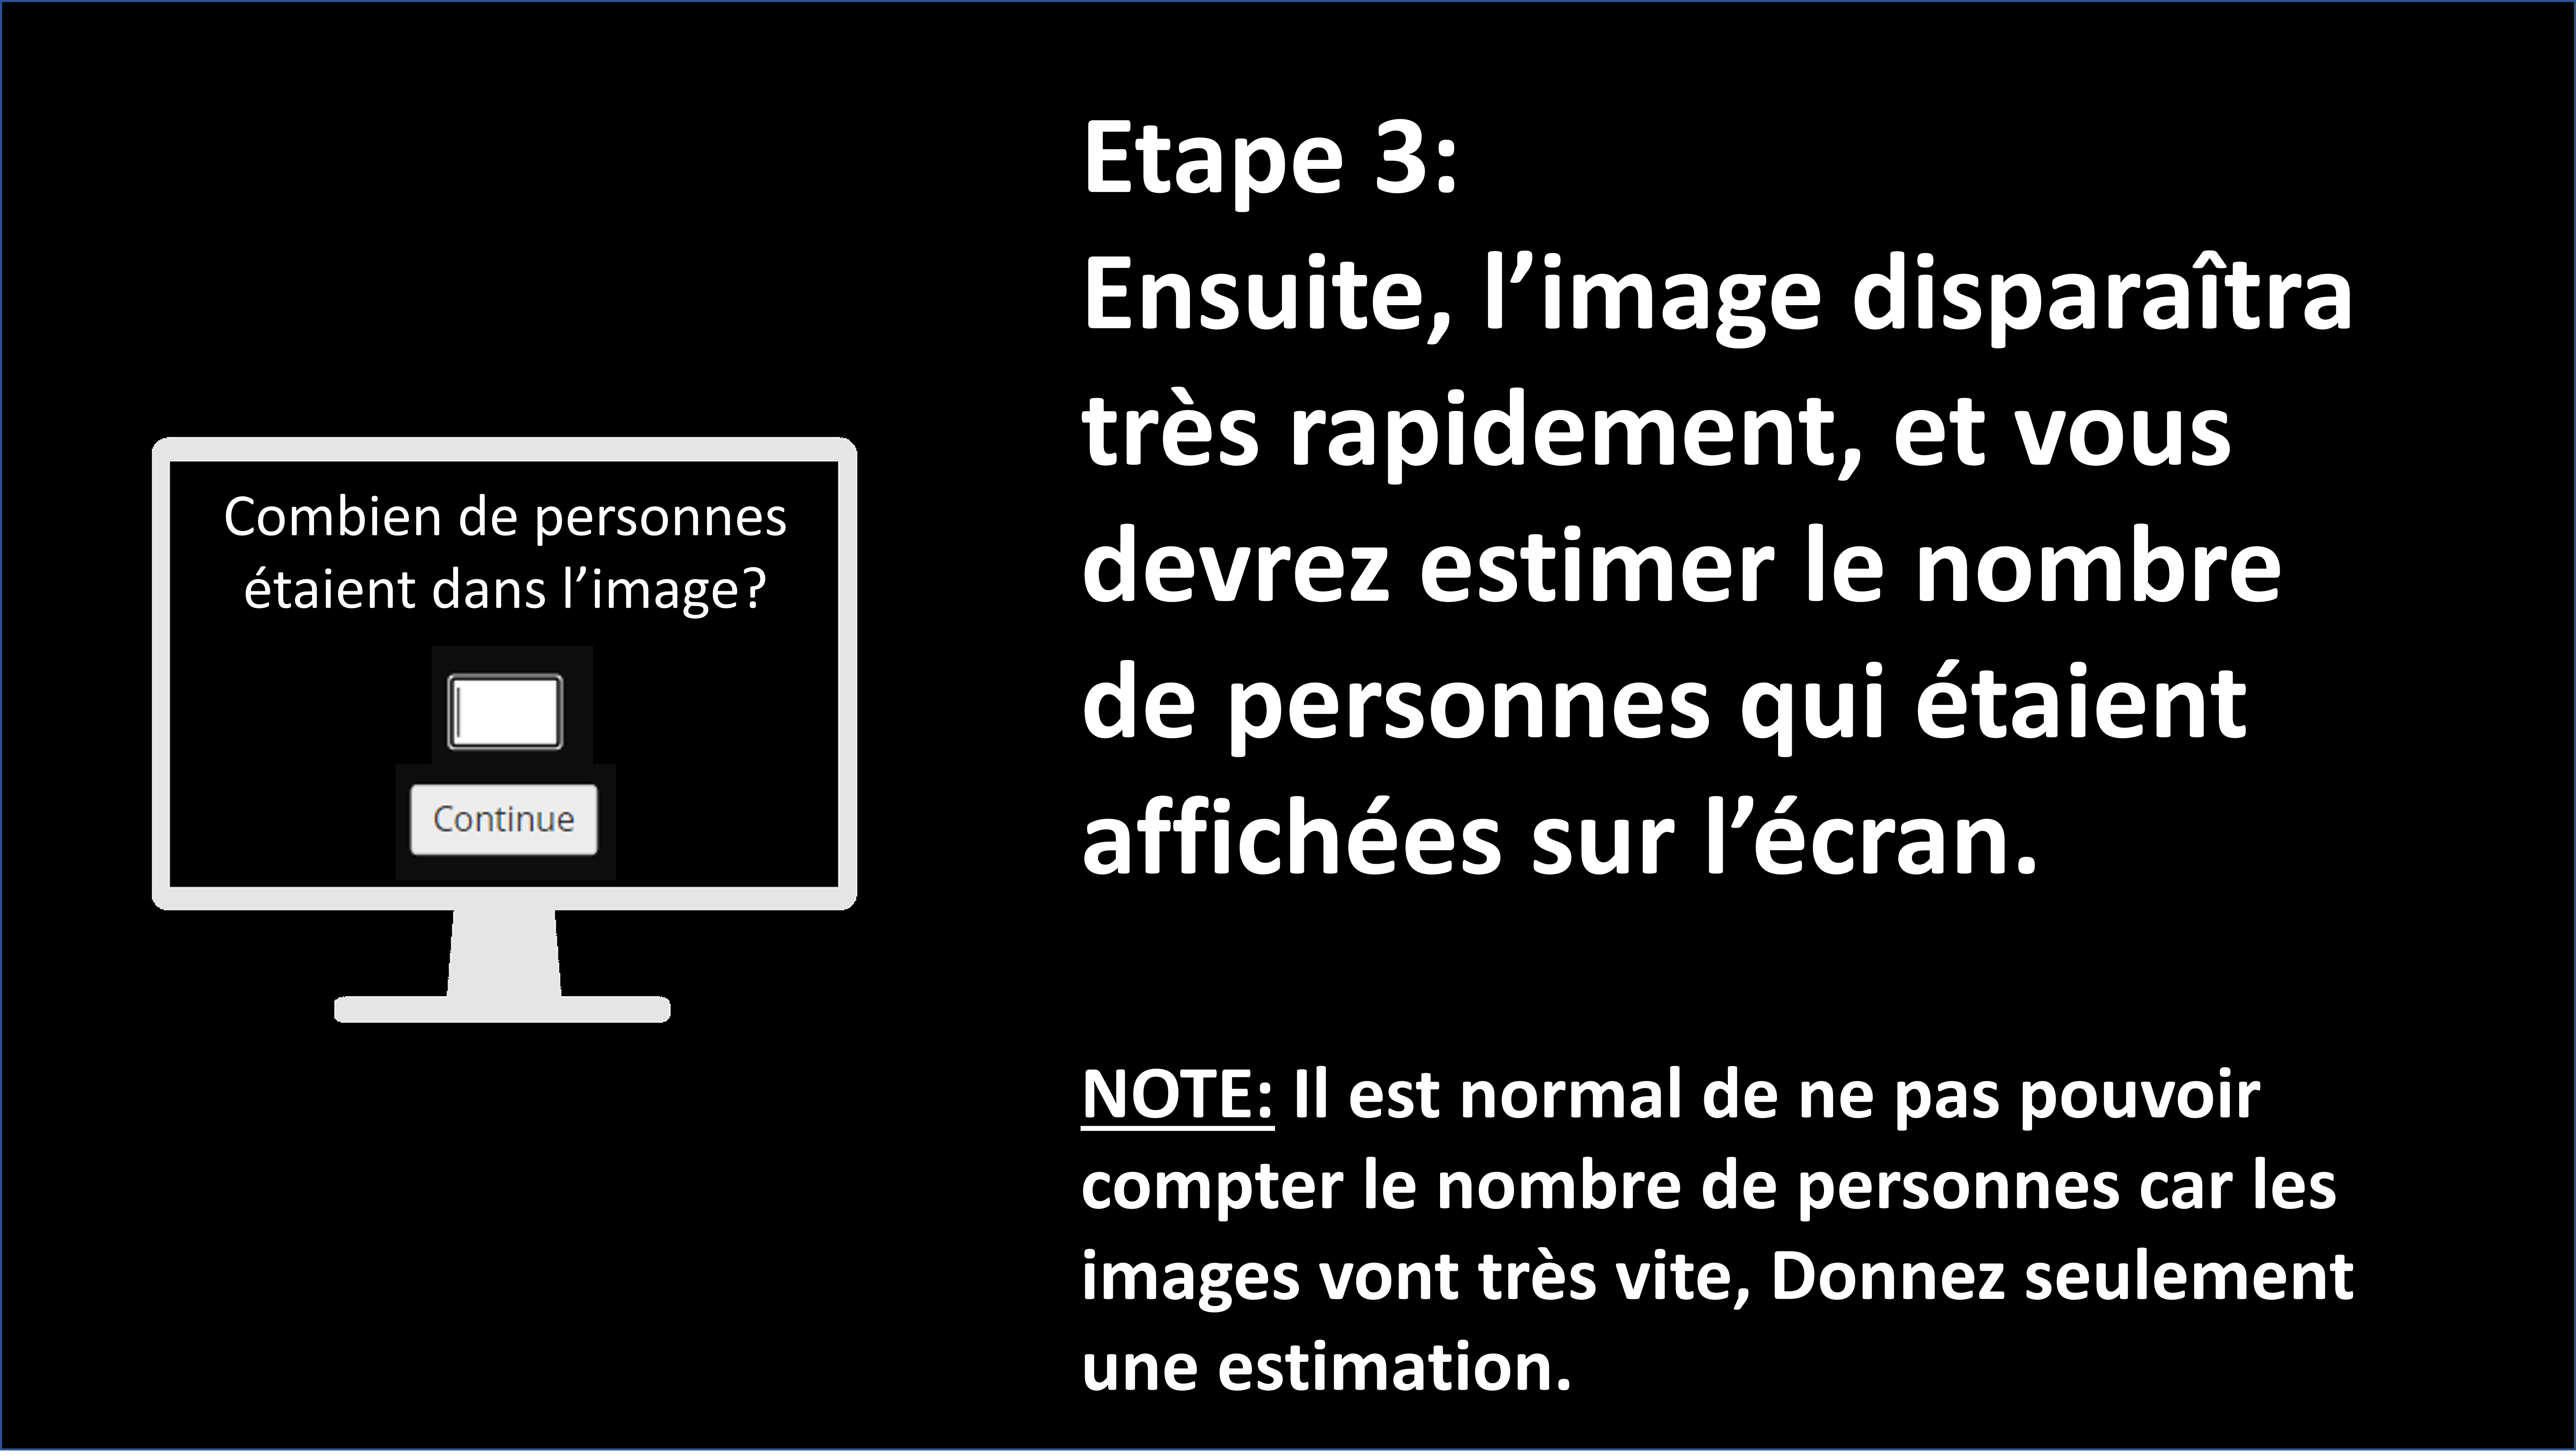 Combien de personnes
étaient dans l’image?
Continue
Etape 3:
Ensuite, l’image disparaîtra
très rapidement, et vous
devrez estimer le nombre
de personnes qui étaient
affichées sur l’écran.
NOTE: Il est normal de ne pas pouvoir
compter le nombre de personnes car les
images vont très vite, Donnez seulement
une estimation.